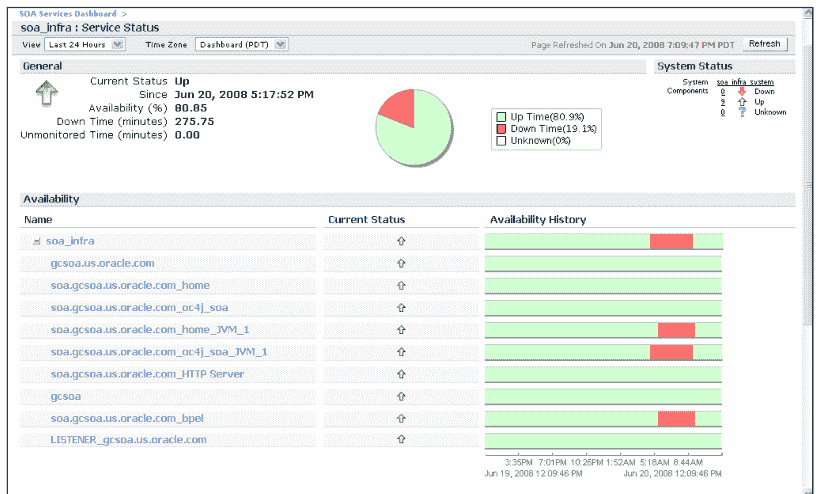 SOA Services Dashboard >
soa_infra : Service Status
View Last 24 Hours Time Zone Dashboard (PDT) Page Refreshed On Jun 20, 2008 7:09:47 PM PDT Refresh
General
Current Status Up
Since Jun 20, 2008 5:17:52 PM
Availability (%) 80.85
Down Time (minutes) 275.75
Unmonitored Time (minutes) 0.00
Up Time(80.9%)
Down Time(19.1%)
Unknown(0%)
System Status
System Components
soa_infra_system
0 Down
9 Up
0 ? Unknown
Availability
Name Current Status Availability History
soa_infra
gcsoa.us.oracle.com
soa.gcsoa.us.oracle.com_home
soa.gcsoa.us.oracle.com_oc4j_soa
soa.gcsoa.us.oracle.com_home_JVM_1
soa.gcsoa.us.oracle.com_oc4j_soa_JVM_1
soa.gcsoa.us.oracle.com_HTTP Server
gcsoa
soa.gcsoa.us.oracle.com_bpel
LISTENER_gcsoa.us.oracle.com
3:35PM 7:01PM 10:26PM 1:52AM 5:18AM 8:44AM
Jun 19, 2008 12:09:46 PM Jun 20, 2008 12:09:46 PM